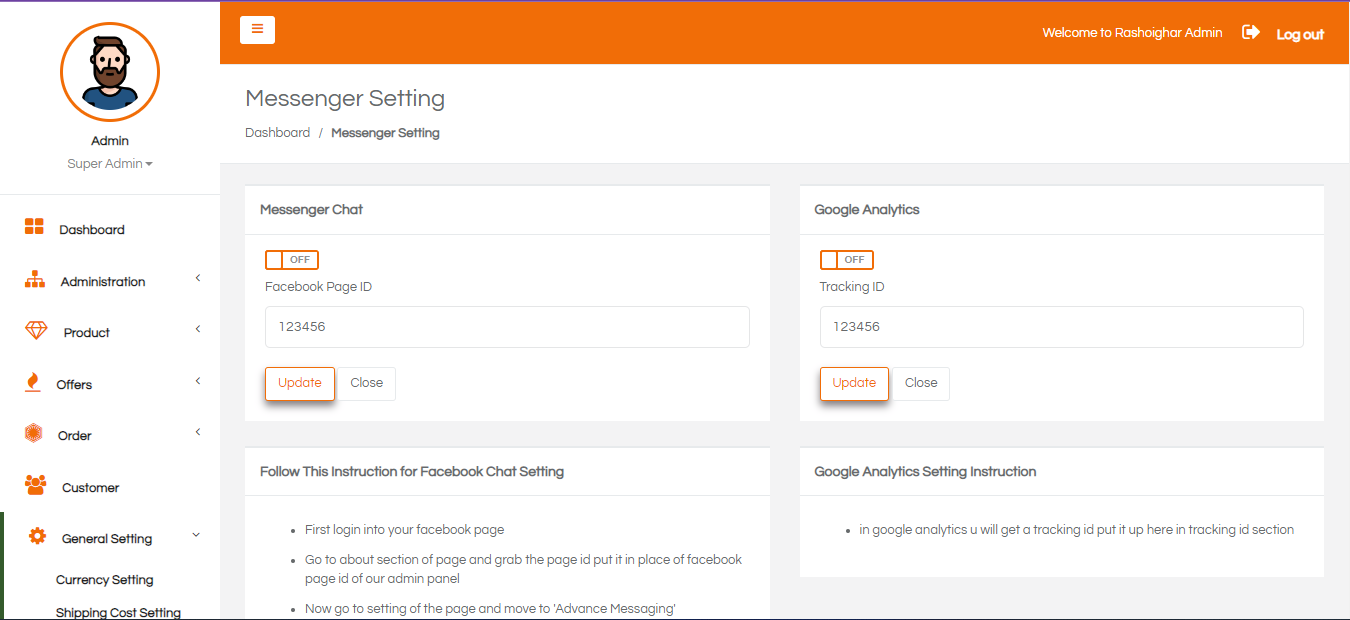 Welcome to Rashoighar Admin
Log out
Admin
Super Admin
Dashboard
Administration
Product
Offers
Order
Customer
General Setting
Currency Setting
Shipping Cost Setting
Messenger Setting
Dashboard / Messenger Setting
Messenger Chat
OFF
Facebook Page ID
123456
Update Close
Google Analytics
OFF
Tracking ID
123456
Update Close
Follow This Instruction for Facebook Chat Setting
• First login into your facebook page
• Go to about section of page and grab the page id put it in place of facebook
page id of our admin panel
• Now go to setting of the page and move to 'Advance Messaging'
Google Analytics Setting Instruction
• in google analytics u will get a tracking id put it up here in tracking id section